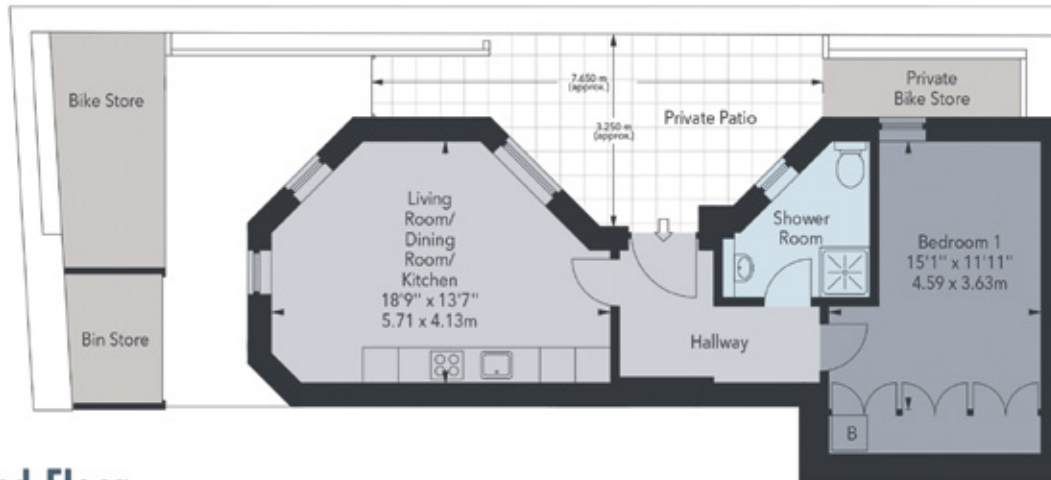 Bike Store
7.650 m
(approx.)
3.250 m
(approx.)
Private Patio
Private
Bike Store
Living
Room/
Dining
Room/
Kitchen
18'9" x 13'7"
5.71 x 4.13m
Shower
Room
Bedroom 1
15'1" x 11'11"
4.59 x 3.63m
Bin Store
Hallway
B